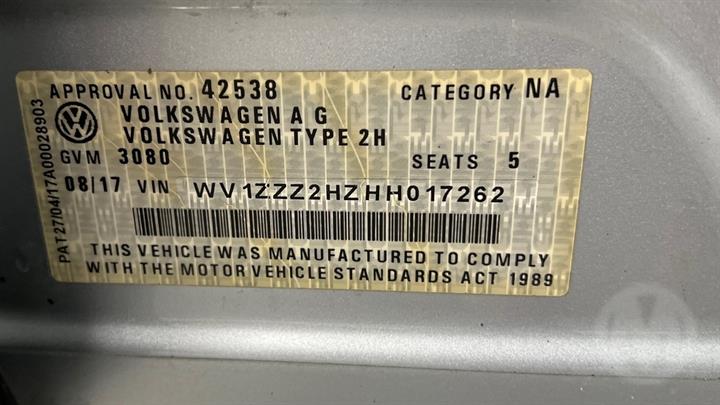 APPROVAL NO. 42538 CATEGORY NA
VOLKSWAGEN A G
VOLKSWAGEN TYPE 2H
GVM 3080 SEATS 5
08/17 VIN WV1ZZZ2HZHH017262
THIS VEHICLE WAS MANUFACTURED TO COMPLY
WITH THE MOTOR VEHICLE STANDARDS ACT 1989
PAT27/04/17A00028903